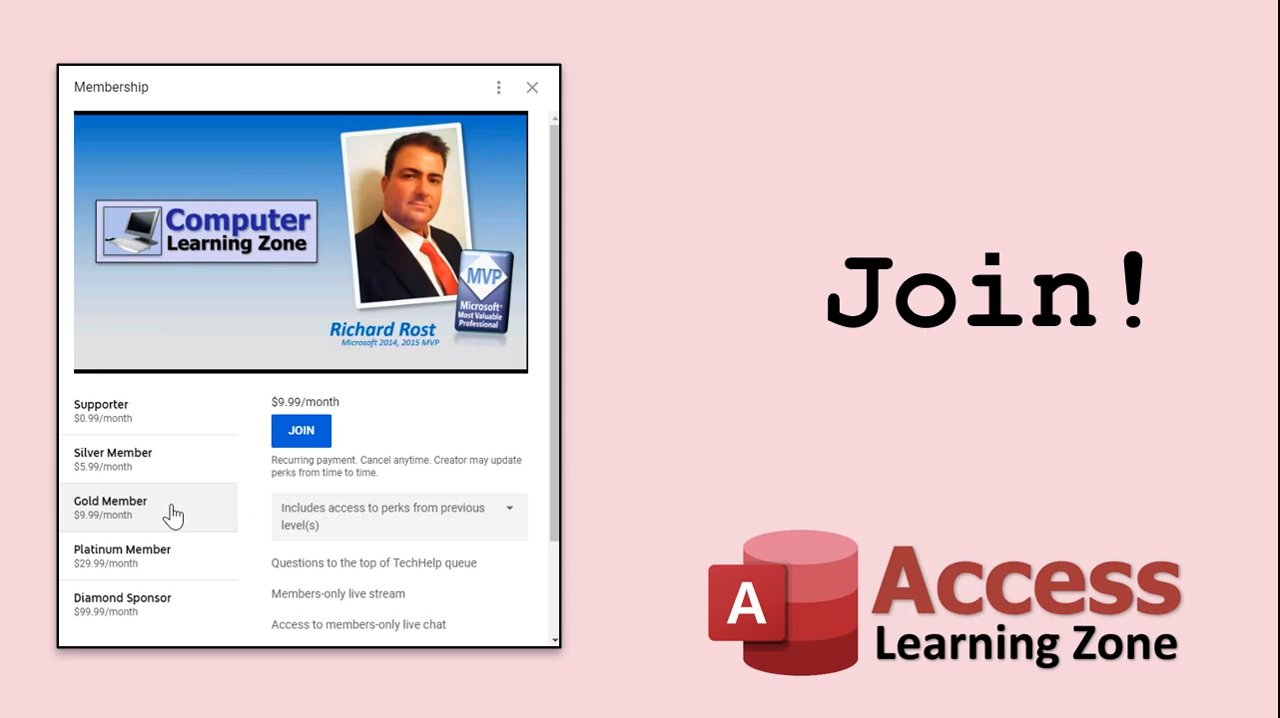 Membership
Computer
Learning Zone
MVP
Microsoft®
Most Valuable
Professional
Richard Rost
Microsoft 2014, 2015 MVP
Supporter
$0.99/month
Silver Member
$5.99/month
Gold Member
$9.99/month
Platinum Member
$29.99/month
Diamond Sponsor
$99.99/month
$9.99/month
JOIN
Recurring payment. Cancel anytime. Creator may update
perks from time to time.
Includes access to perks from previous
level(s)
Questions to the top of TechHelp queue
Members-only live stream
Access to members-only live chat
Join!
A
Access
Learning Zone